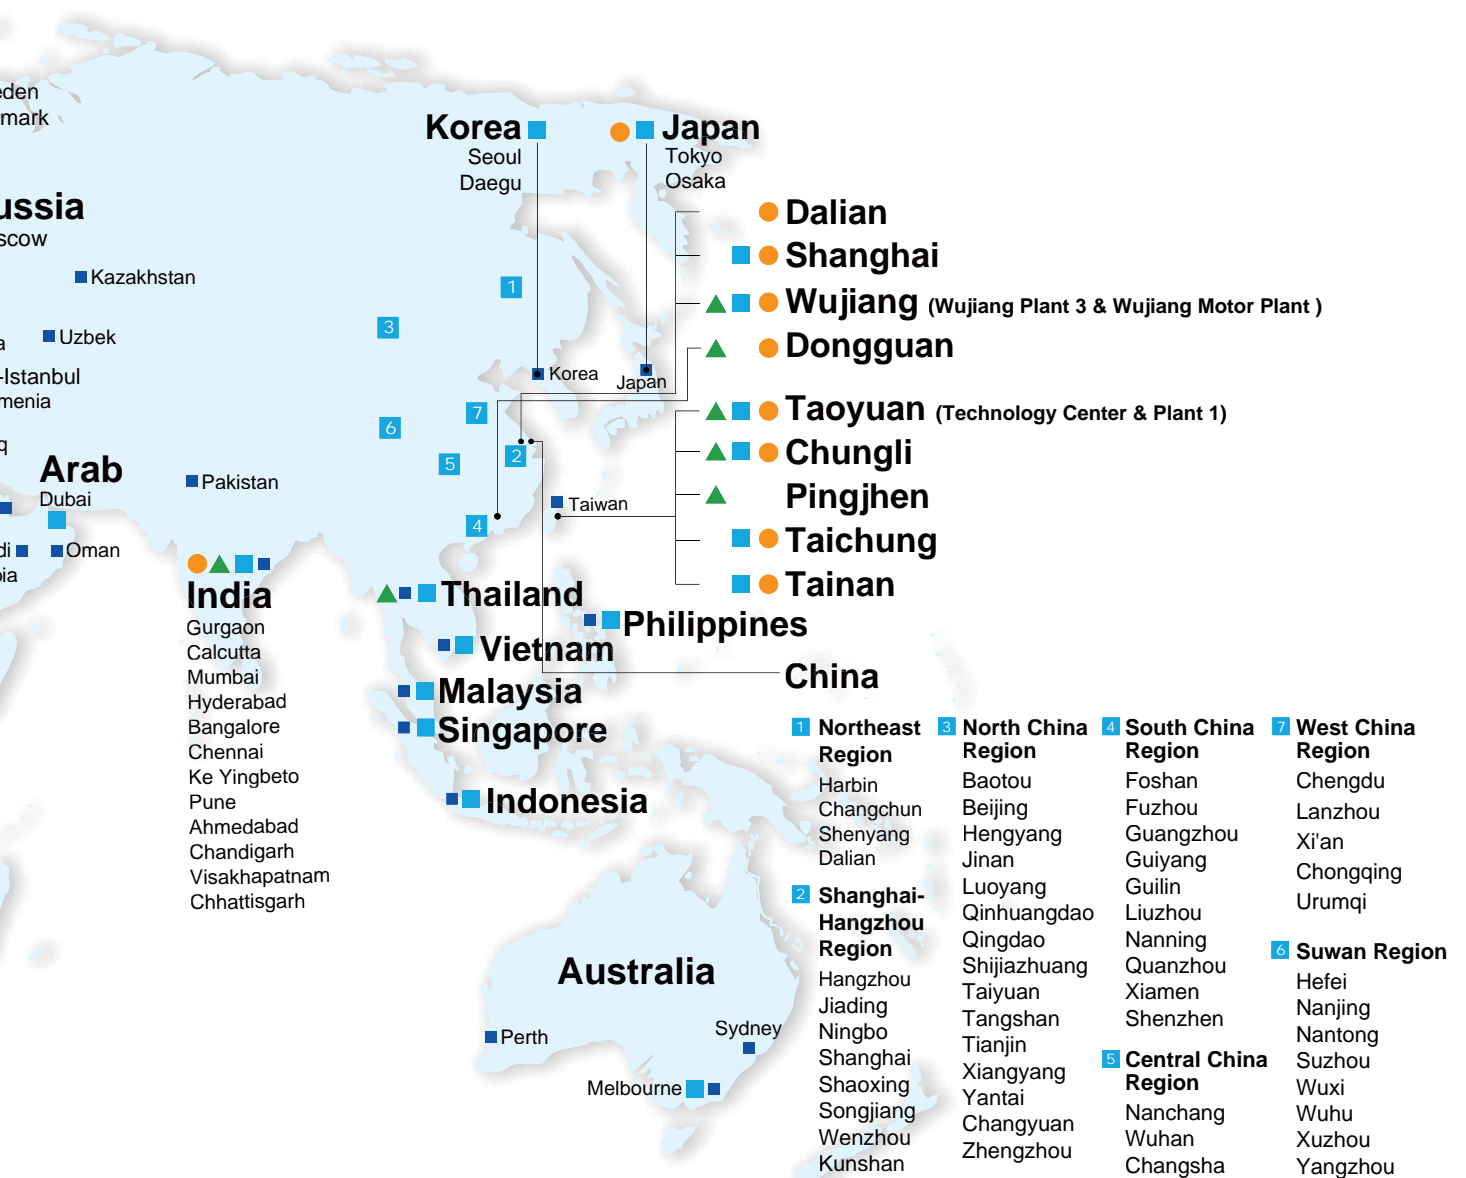 eden
mark
ussia
scow
Kazakhstan
Uzbek
a
-Istanbul
menia
q
Arab
Dubai
Pakistan
di
Oman
ia
Korea
Seoul
Daegu
Japan
Tokyo
Osaka
Dalian
Shanghai
Wujiang (Wujiang Plant 3 & Wujiang Motor Plant )
Dongguan
Taoyuan (Technology Center & Plant 1)
Chungli
Pingjhen
Taichung
Tainan
1
3
Korea
Japan
7
6
2
5
4
Taiwan
India
Gurgaon
Calcutta
Mumbai
Hyderabad
Bangalore
Chennai
Ke Yingbeto
Pune
Ahmedabad
Chandigarh
Visakhapatnam
Chhattisgarh
Thailand
Philippines
Vietnam
Malaysia
Singapore
Indonesia
Australia
Perth
Sydney
Melbourne
China
1 Northeast
Region
Harbin
Changchun
Shenyang
Dalian
2 Shanghai-
Hangzhou
Region
Hangzhou
Jiading
Ningbo
Shanghai
Shaoxing
Songjiang
Wenzhou
Kunshan
3 North China
Region
Baotou
Beijing
Hengyang
Jinan
Luoyang
Qinhuangdao
Qingdao
Shijiazhuang
Taiyuan
Tangshan
Tianjin
Xiangyang
Yantai
Changyuan
Zhengzhou
4 South China
Region
Foshan
Fuzhou
Guangzhou
Guiyang
Guilin
Liuzhou
Nanning
Quanzhou
Xiamen
Shenzhen
5 Central China
Region
Nanchang
Wuhan
Changsha
7 West China
Region
Chengdu
Lanzhou
Xi'an
Chongqing
Urumqi
6 Suwan Region
Hefei
Nanjing
Nantong
Suzhou
Wuxi
Wuhu
Xuzhou
Yangzhou